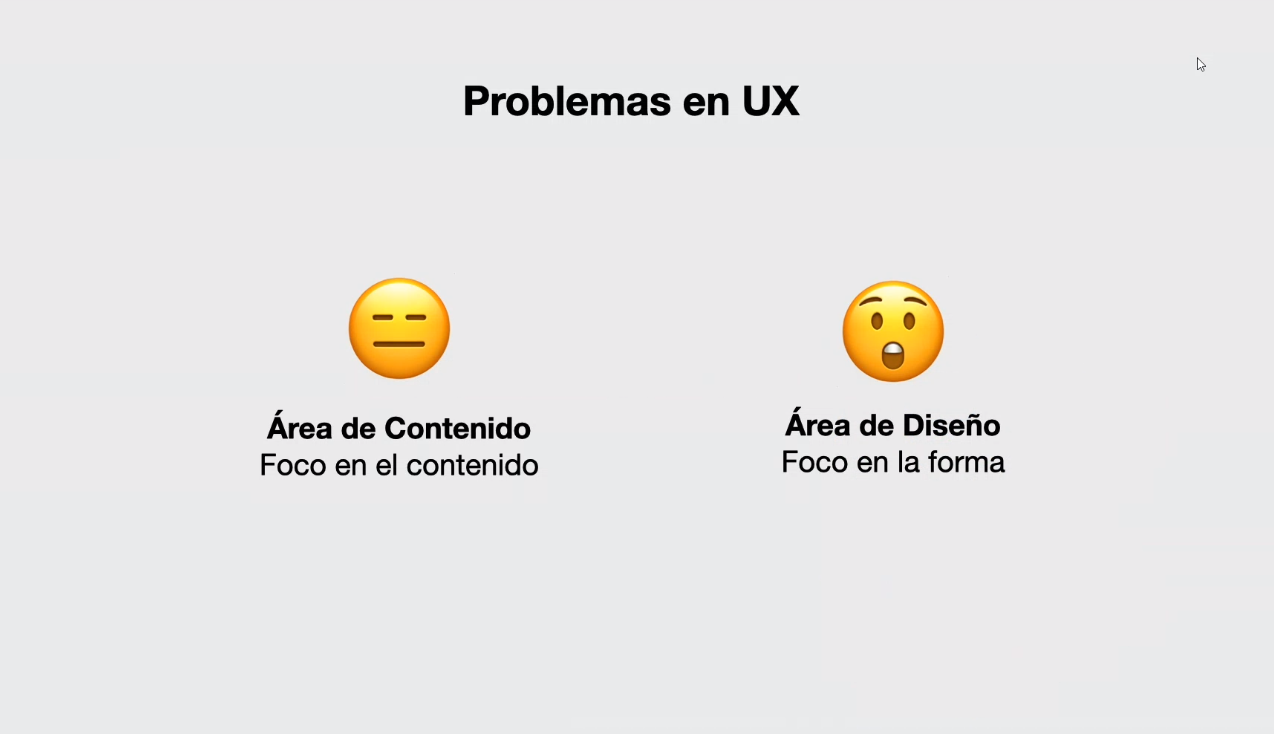 Problemas en UX
Área de Contenido
Foco en el contenido
Área de Diseño
Foco en la forma